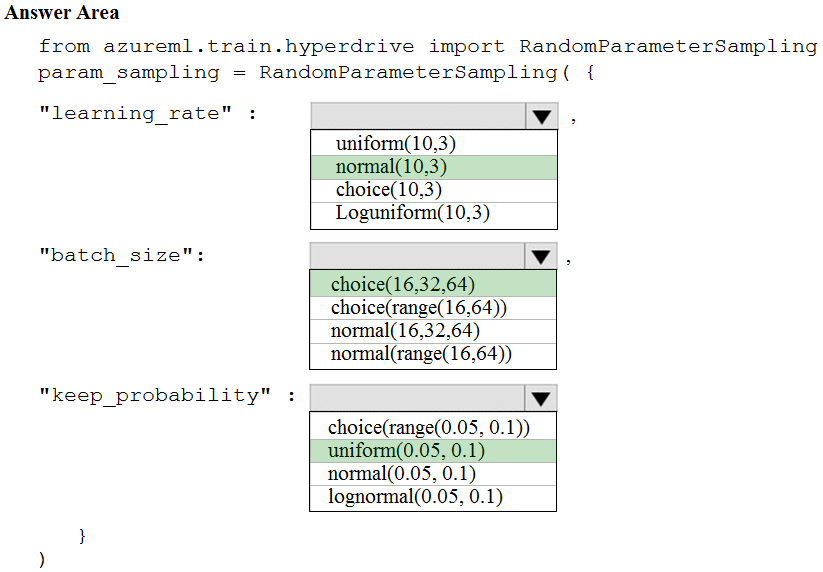 Answer Area
from azureml.train.hyperdrive import RandomParameterSampling
param_sampling = RandomParameterSampling( {
"learning_rate" : ,
uniform(10,3)
normal(10,3)
choice(10,3)
Loguniform(10,3)
"batch_size": ,
choice(16,32,64)
choice(range(16,64))
normal(16,32,64)
normal(range(16,64))
"keep_probability" :
choice(range(0.05, 0.1))
uniform(0.05, 0.1)
normal(0.05, 0.1)
lognormal(0.05, 0.1)
}
)